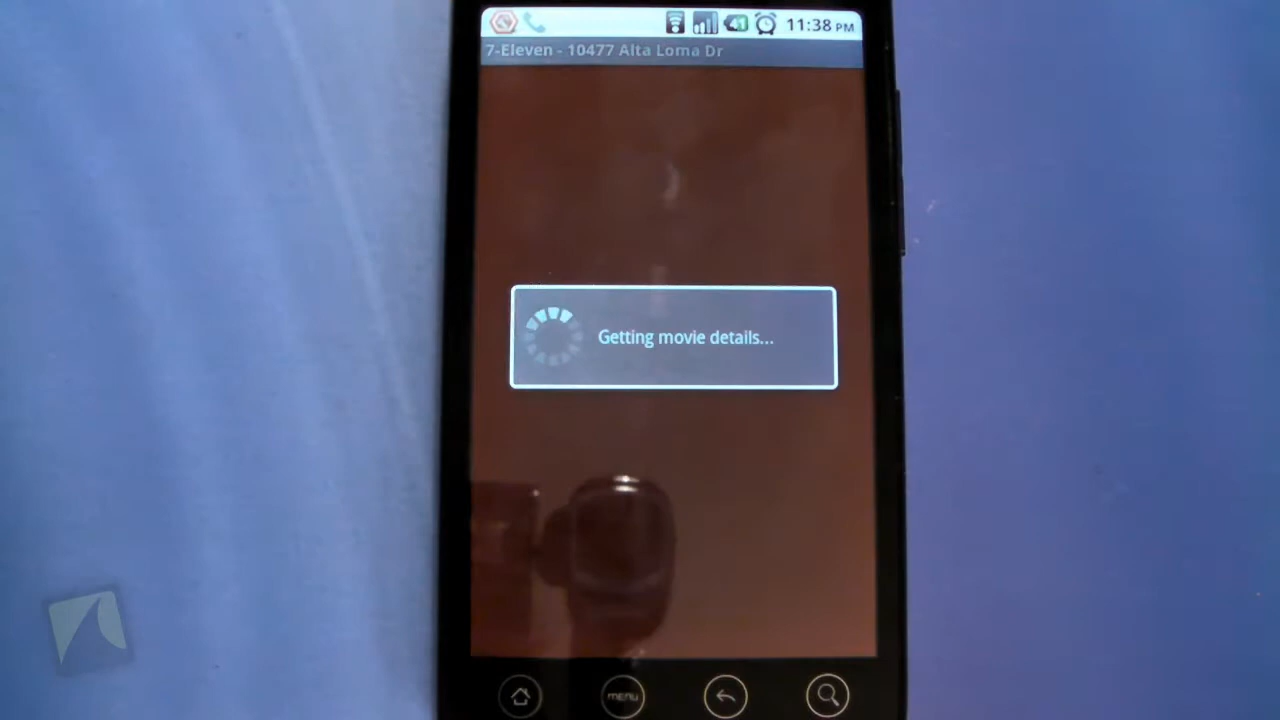 11:38 PM
7-Eleven - 10477 Alta Loma Dr
Getting movie details...
menu